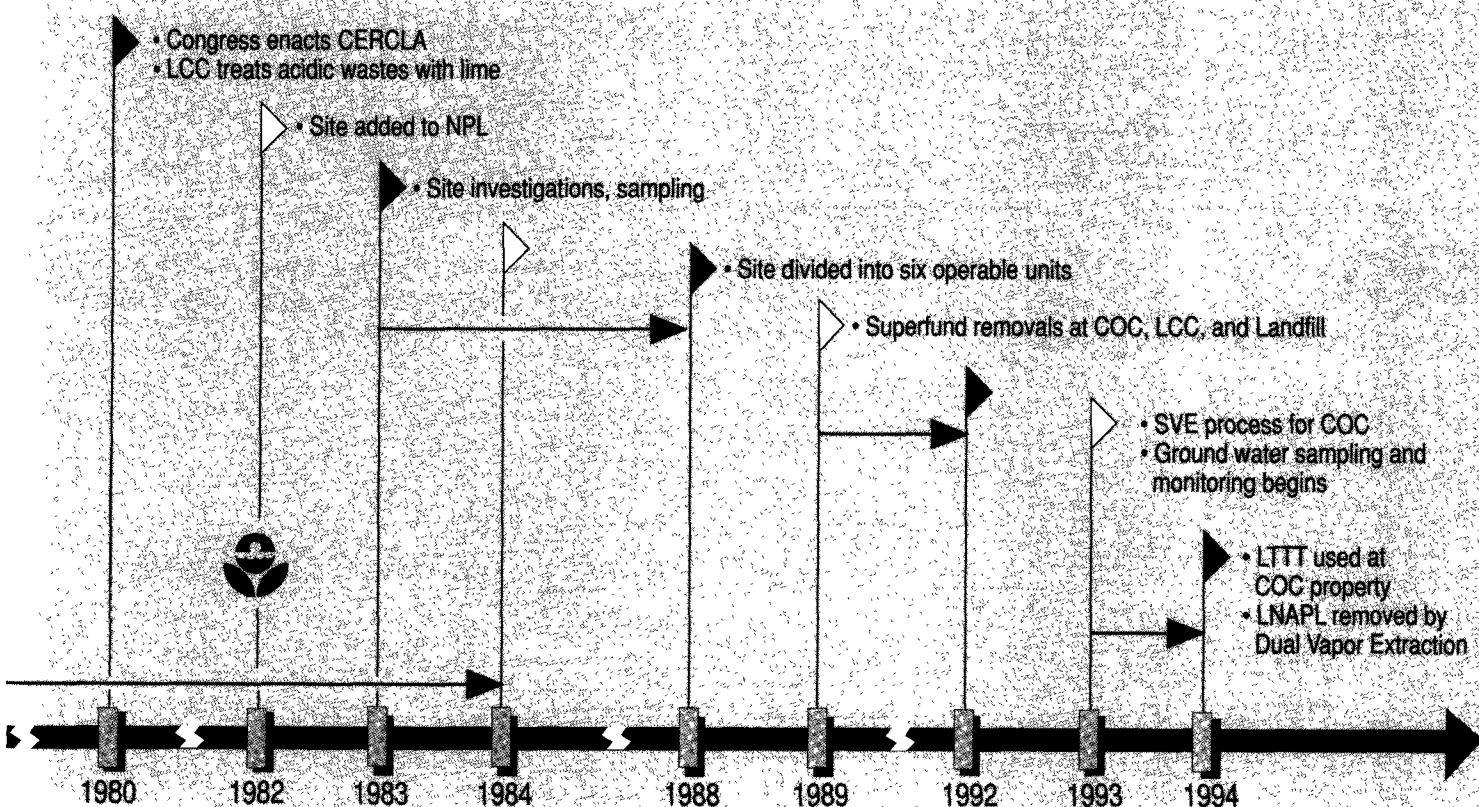 • Congress enacts CERCLA
• LCC treats acidic wastes with lime
• Site added to NPL
• Site investigations, sampling
• Site divided into six operable units
• Superfund removals at COC, LCC, and Landfill
• SVE process for COC
• Ground water sampling and
monitoring begins
• LTTT used at
COC property
• LNAPL removed by
Dual Vapor Extraction
1980 1982 1983 1984 1988 1989 1992 1993 1994